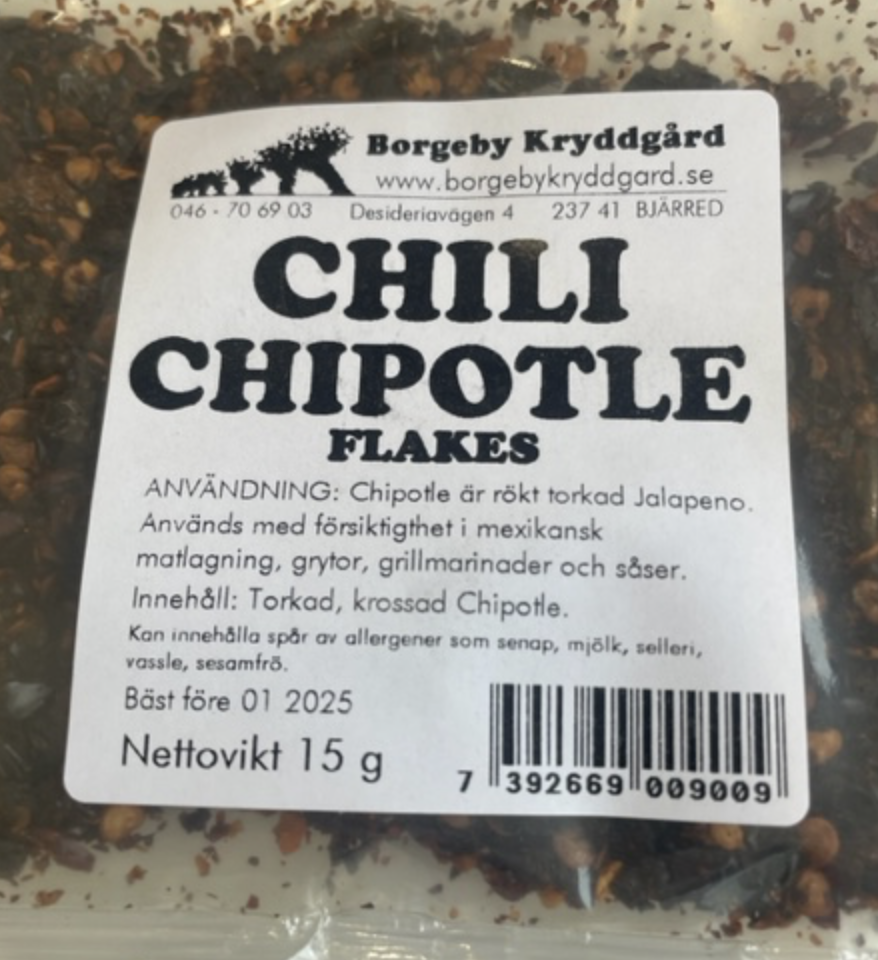 Borgeby Kryddgård
www.borgebykryddgard.se
046 - 70 69 03 Desideriavägen 4 237 41 BJÄRRED
CHILI
CHIPOTLE
FLAKES
ANVÄNDNING: Chipotle är rökt torkad Jalapeno.
Används med försiktigthet i mexikansk
matlagning, grytor, grillmarinader och såser.
Innehåll: Torkad, krossad Chipotle.
Kan innehålla spår av allergener som senap, mjölk, selleri,
vassle, sesamfrö.
Bäst före 01 2025
Nettovikt 15 g
7 392669 009009